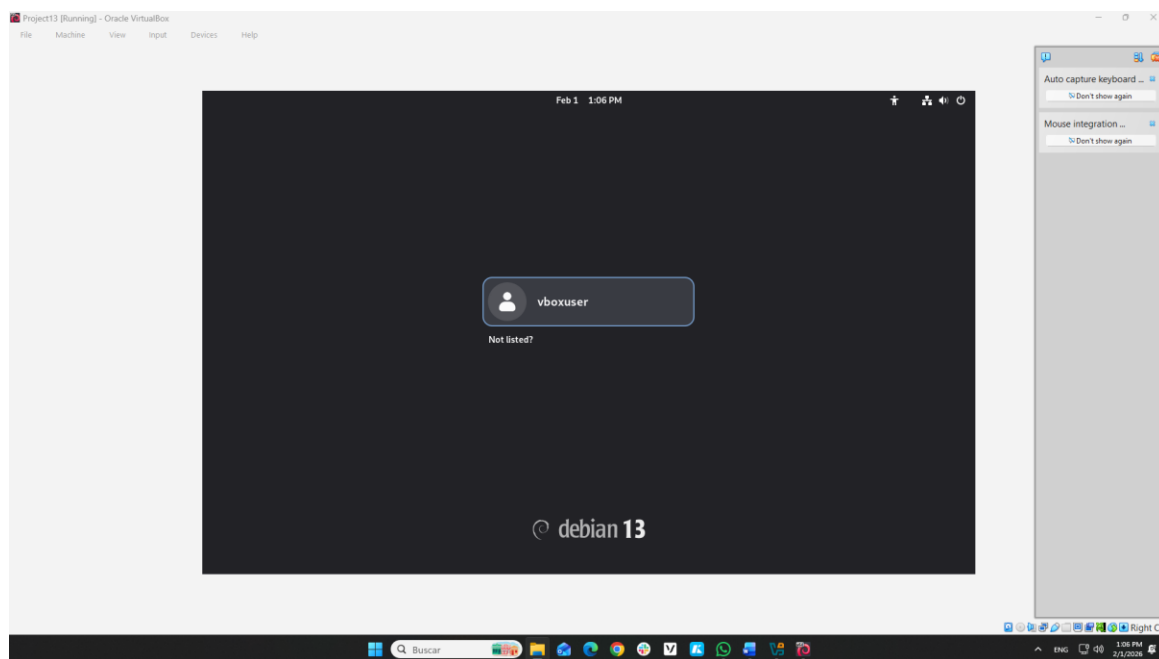 Project13 [Running] - Oracle VirtualBox
File Machine View Input Devices Help
Auto capture keyboard ...
Don't show again
Mouse integration ...
Don't show again
Feb 1 1:06 PM
vboxuser
Not listed?
debian 13
Right C
Buscar
ENG
1:06 PM
2/1/2026